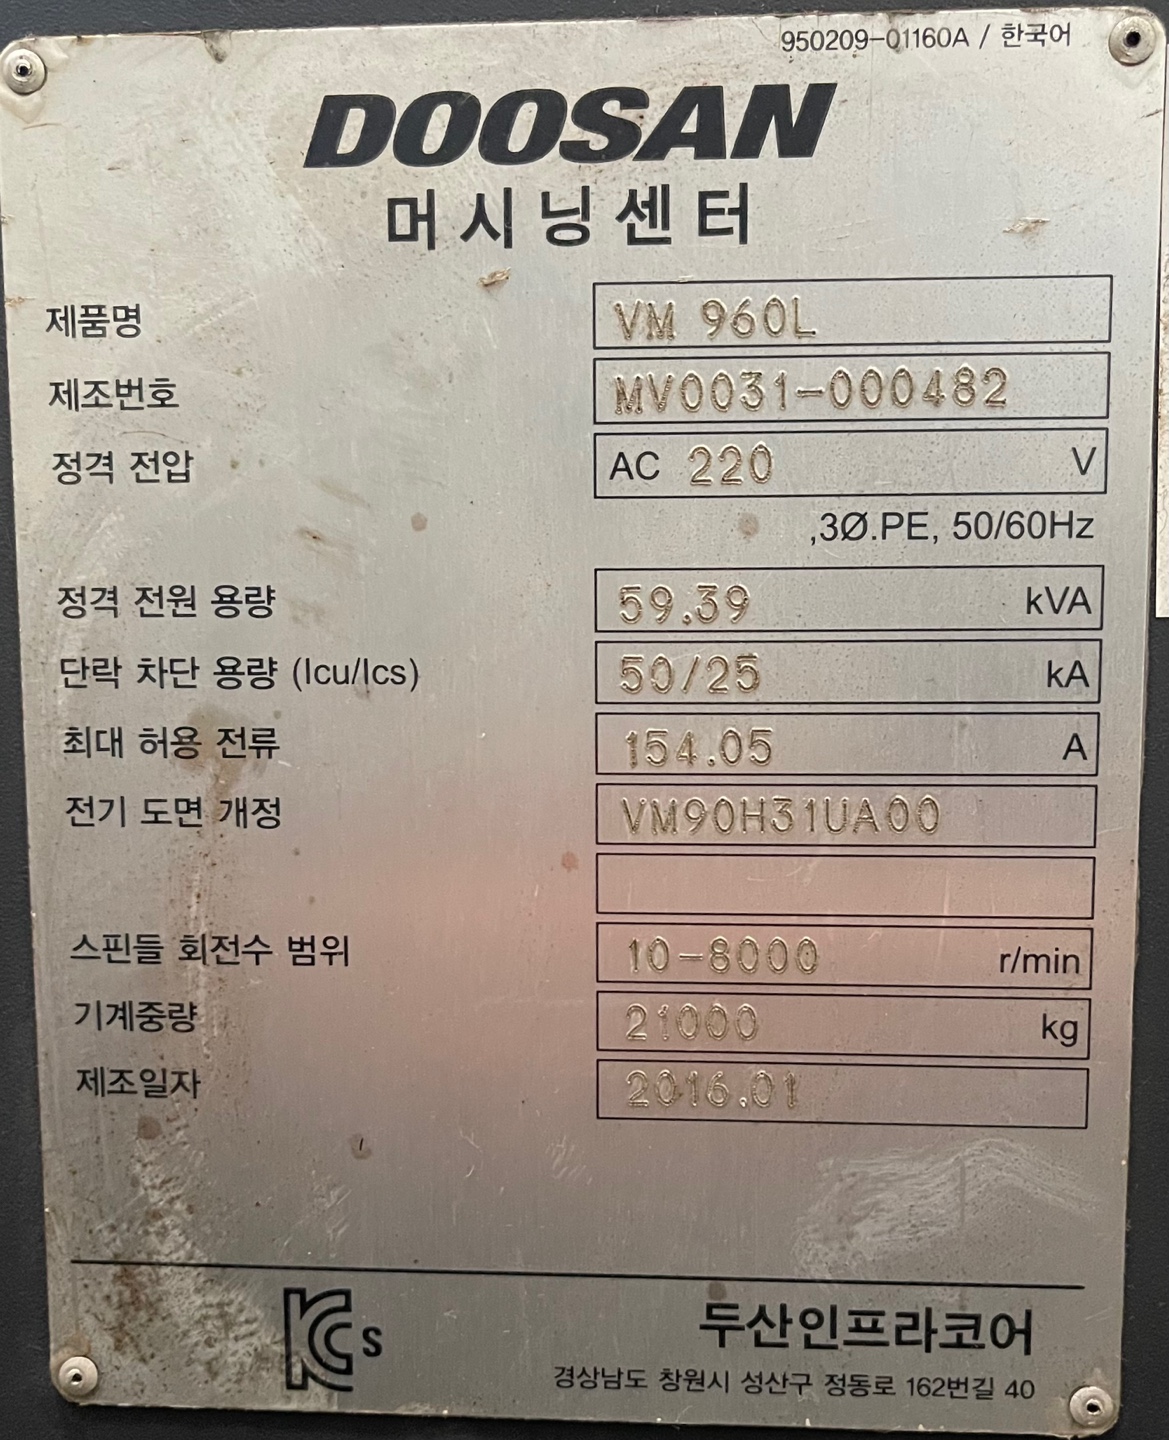 950209-01160A / 한국어
DOOSAN
머시닝센터
제품명 VM 960L
제조번호 MV0031-000482
정격 전압 AC 220 V
,3Ø.PE, 50/60Hz
정격 전원 용량 59.39 kVA
단락 차단 용량 (Icu/Ics) 50/25 kA
최대 허용 전류 154.05 A
전기 도면 개정 VM90H31UA00
스핀들 회전수 범위 10-8000 r/min
기계중량 21000 kg
제조일자 2016.01
KCs 두산인프라코어
경상남도 창원시 성산구 정동로 162번길 40